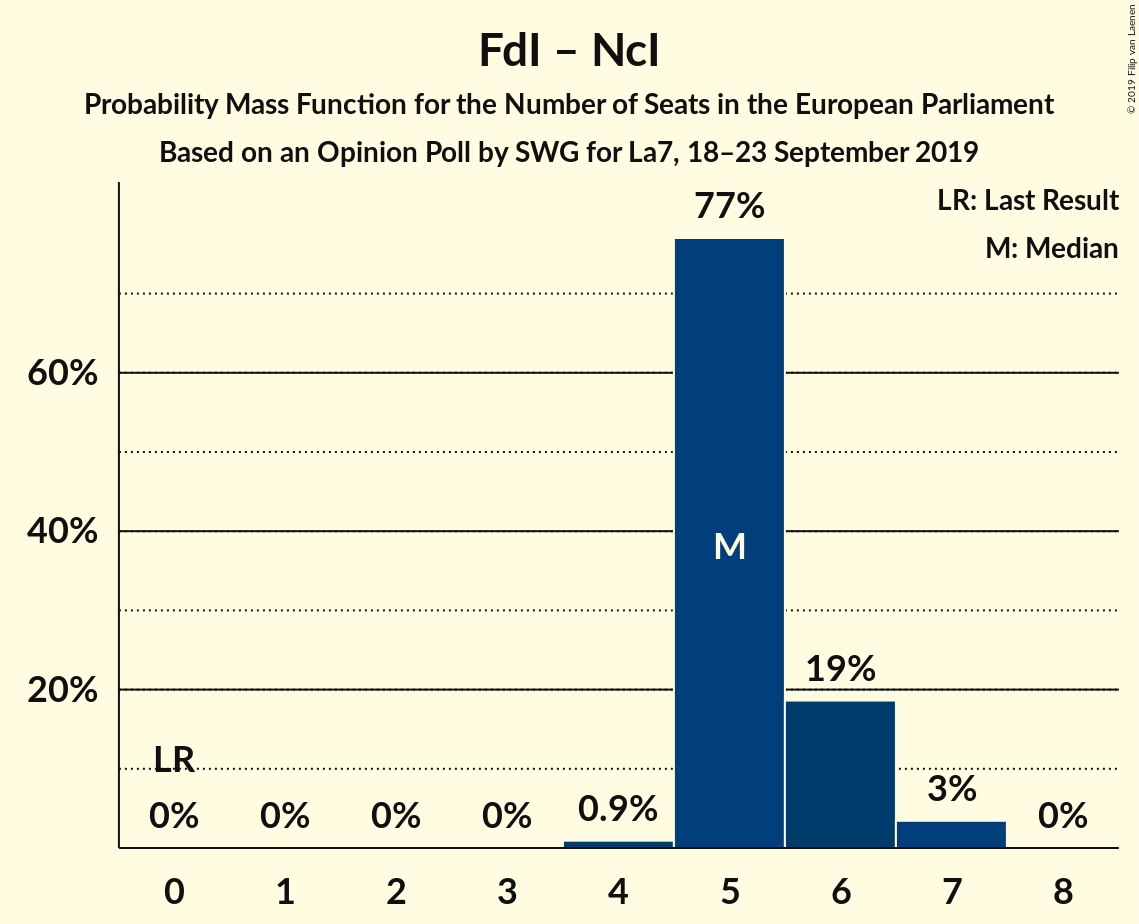 FdI – NcI
Probability Mass Function for the Number of Seats in the European Parliament
Based on an Opinion Poll by SWG for La7, 18–23 September 2019
© 2019 Filip van Laenen
LR: Last Result
M: Median
77%
60%
40%
20%
M
19%
LR
0%
0%
0%
0%
0.9%
3%
0%
0
1
2
3
4
5
6
7
8